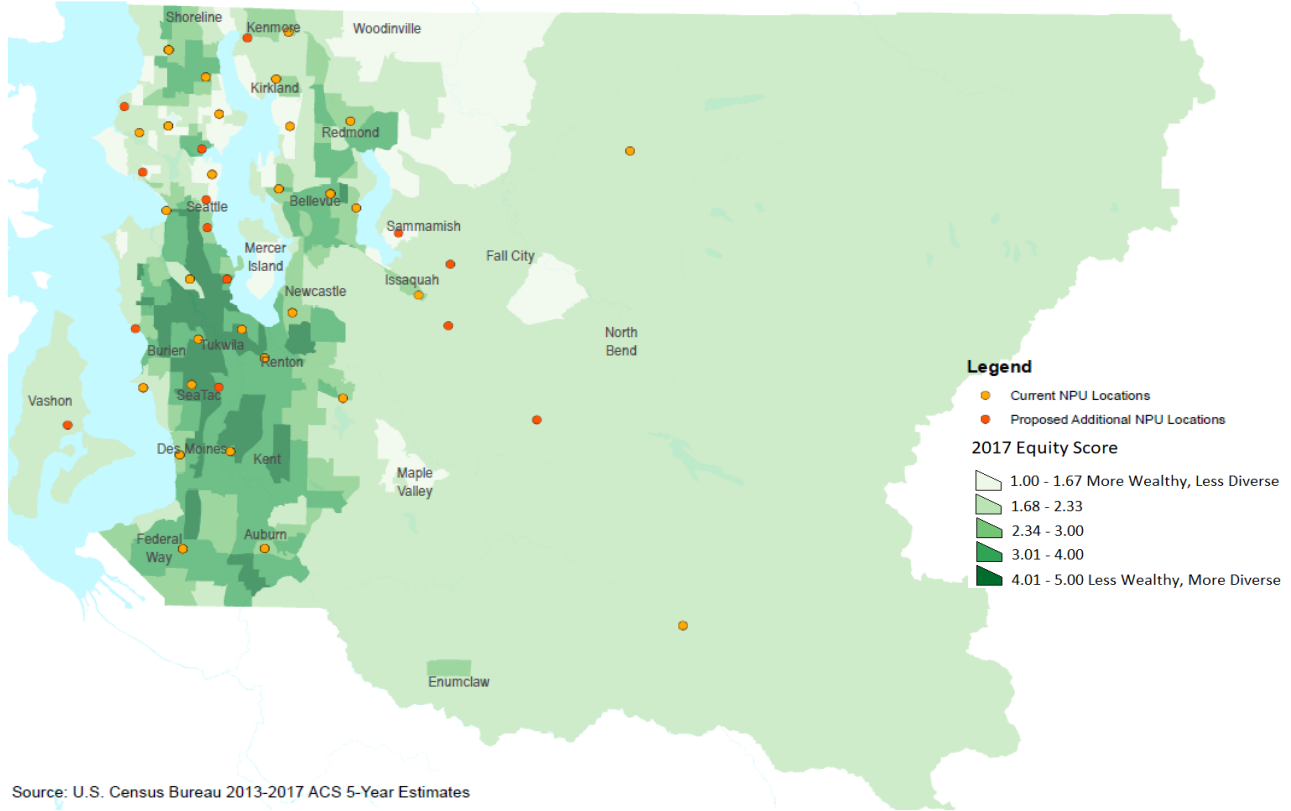 Shoreline
Kenmore
Woodinville
Kirkland
Redmond
Bellevue
Seattle
Sammamish
Mercer
Island
Fall City
Issaquah
Newcastle
North
Bend
Burien
Tukwila
Renton
Vashon
SeaTac
Des Moines
Kent
Maple
Valley
Federal
Way
Auburn
Enumclaw
Legend
Current NPU Locations
Proposed Additional NPU Locations
2017 Equity Score
1.00 - 1.67 More Wealthy, Less Diverse
1.68 - 2.33
2.34 - 3.00
3.01 - 4.00
4.01 - 5.00 Less Wealthy, More Diverse
Source: U.S. Census Bureau 2013-2017 ACS 5-Year Estimates